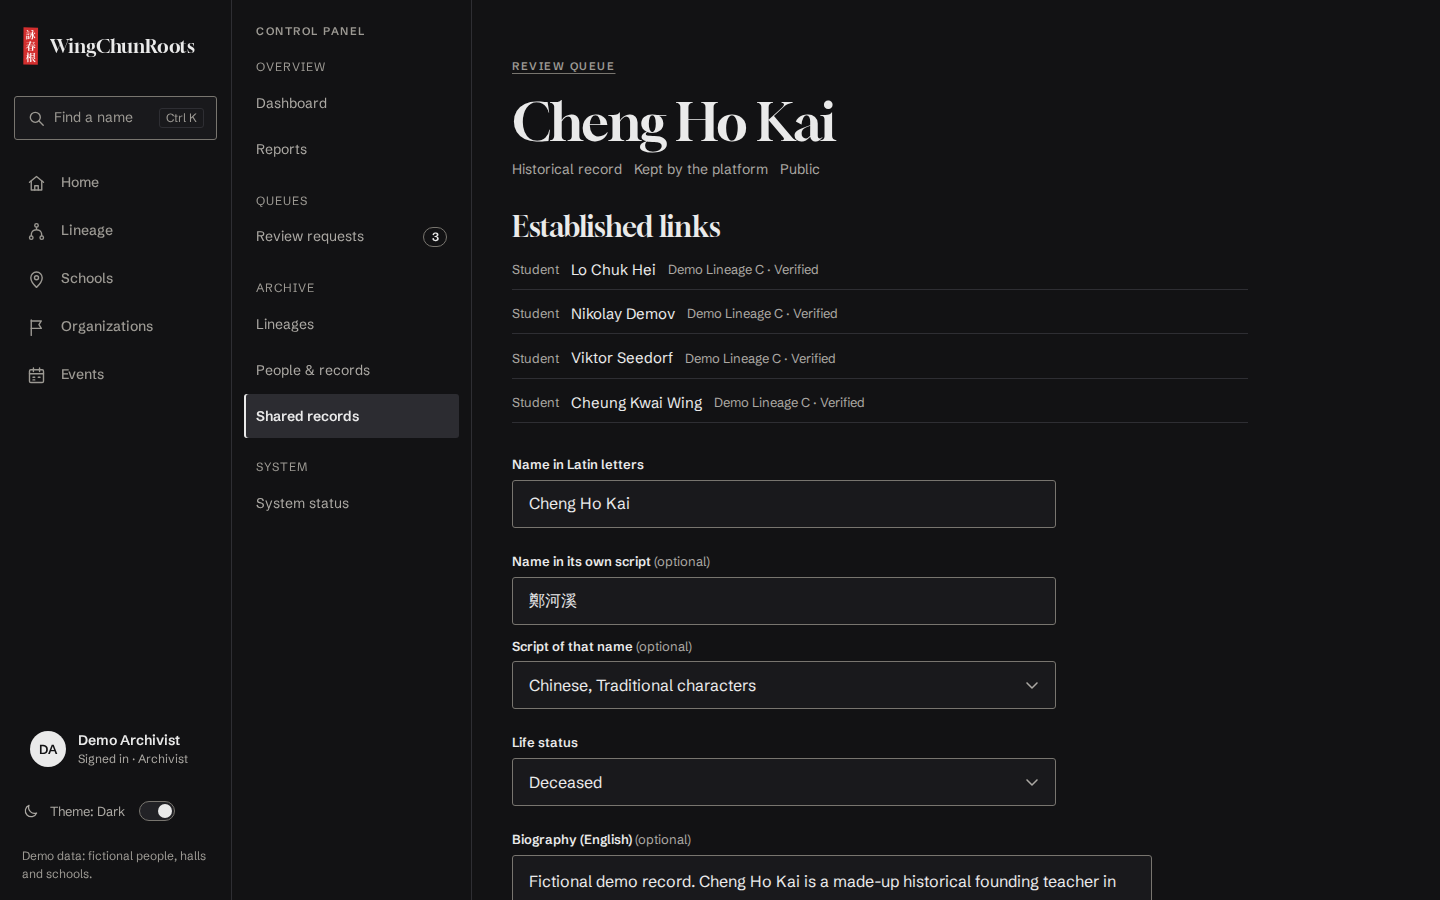 詠春根
WingChunRoots
Find a name
Ctrl K
Home
Lineage
Schools
Organizations
Events
DA
Demo Archivist
Signed in · Archivist
Theme: Dark
Demo data: fictional people, halls
and schools.
CONTROL PANEL
OVERVIEW
Dashboard
Reports
QUEUES
Review requests
3
ARCHIVE
Lineages
People & records
Shared records
SYSTEM
System status
REVIEW QUEUE
Cheng Ho Kai
Historical record Kept by the platform Public
Established links
Student Lo Chuk Hei Demo Lineage C · Verified
Student Nikolay Demov Demo Lineage C · Verified
Student Viktor Seedorf Demo Lineage C · Verified
Student Cheung Kwai Wing Demo Lineage C · Verified
Name in Latin letters
Cheng Ho Kai
Name in its own script (optional)
鄭河溪
Script of that name (optional)
Chinese, Traditional characters
Life status
Deceased
Biography (English) (optional)
Fictional demo record. Cheng Ho Kai is a made-up historical founding teacher in